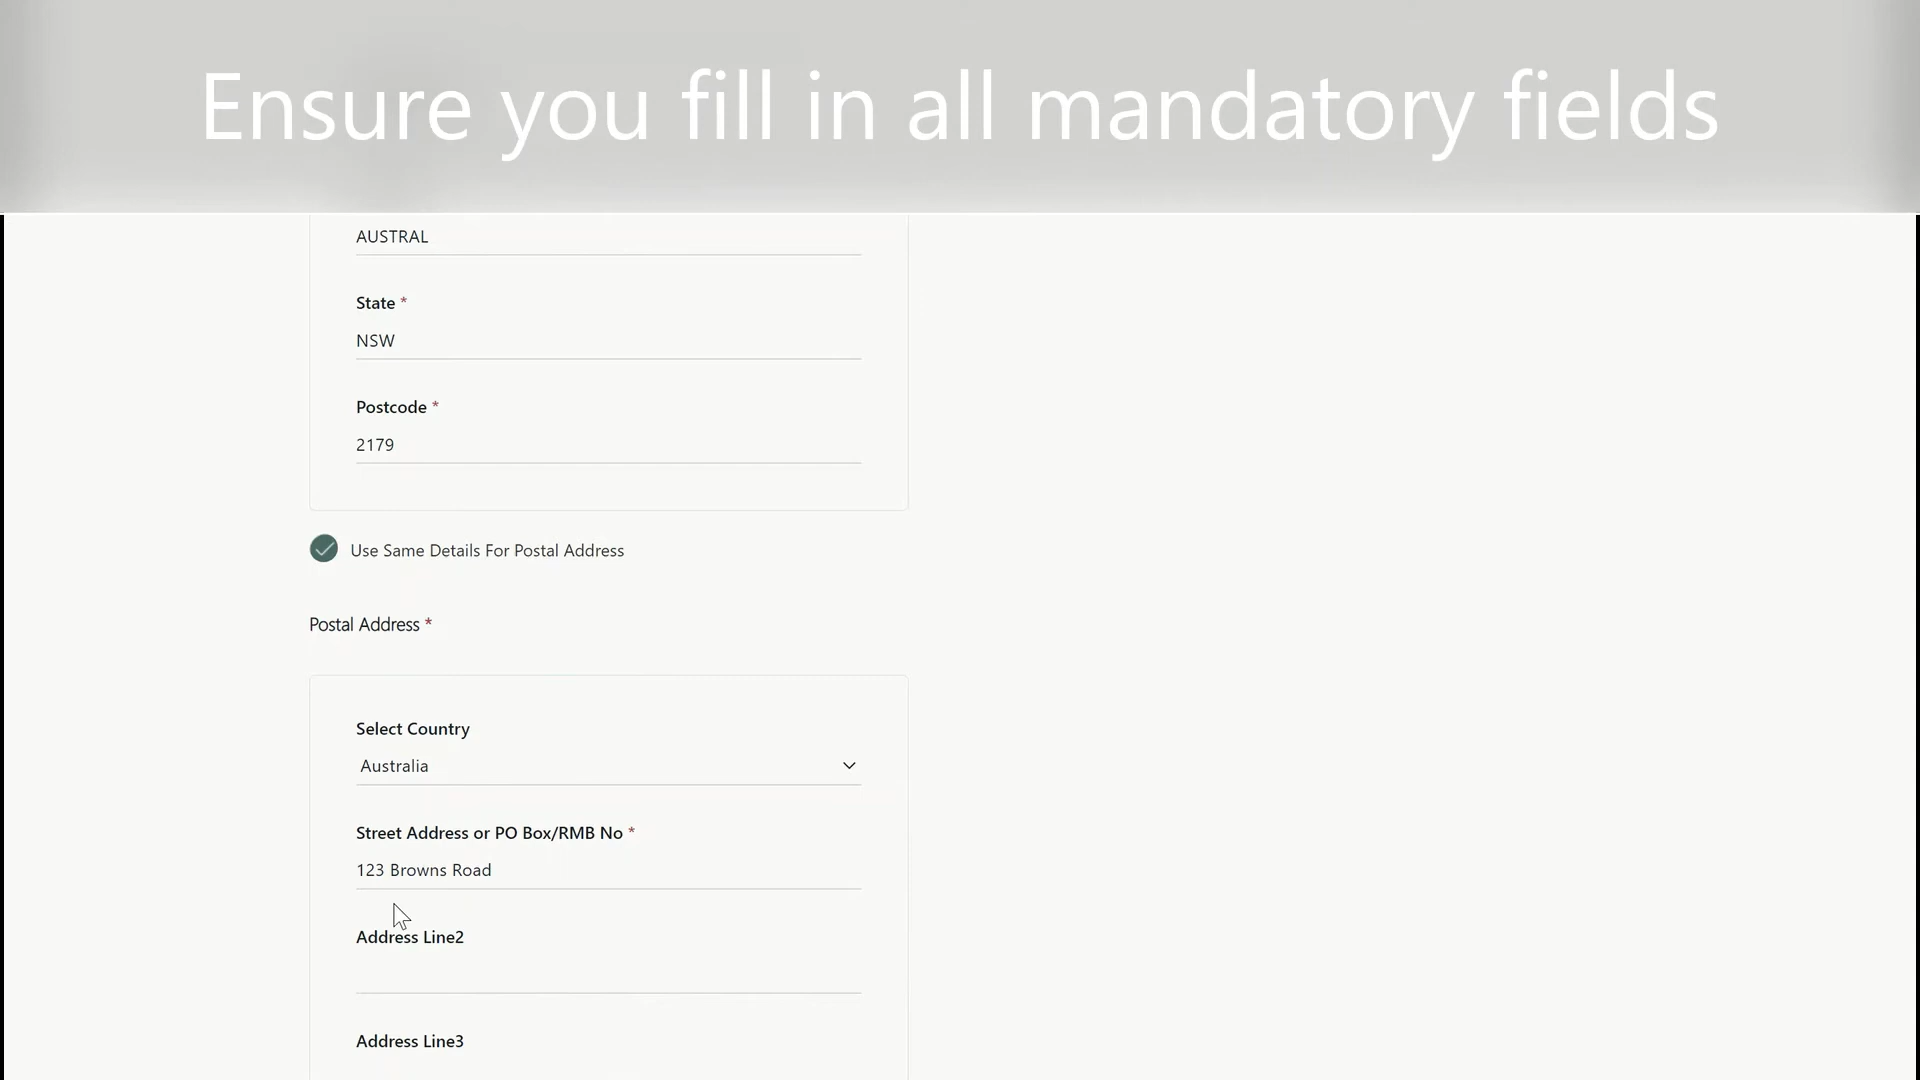 Ensure you fill in all mandatory fields
AUSTRAL
State *
NSW
Postcode *
2179
Use Same Details For Postal Address
Postal Address *
Select Country
Australia
Street Address or PO Box/RMB No *
123 Browns Road
Address Line2
Address Line3